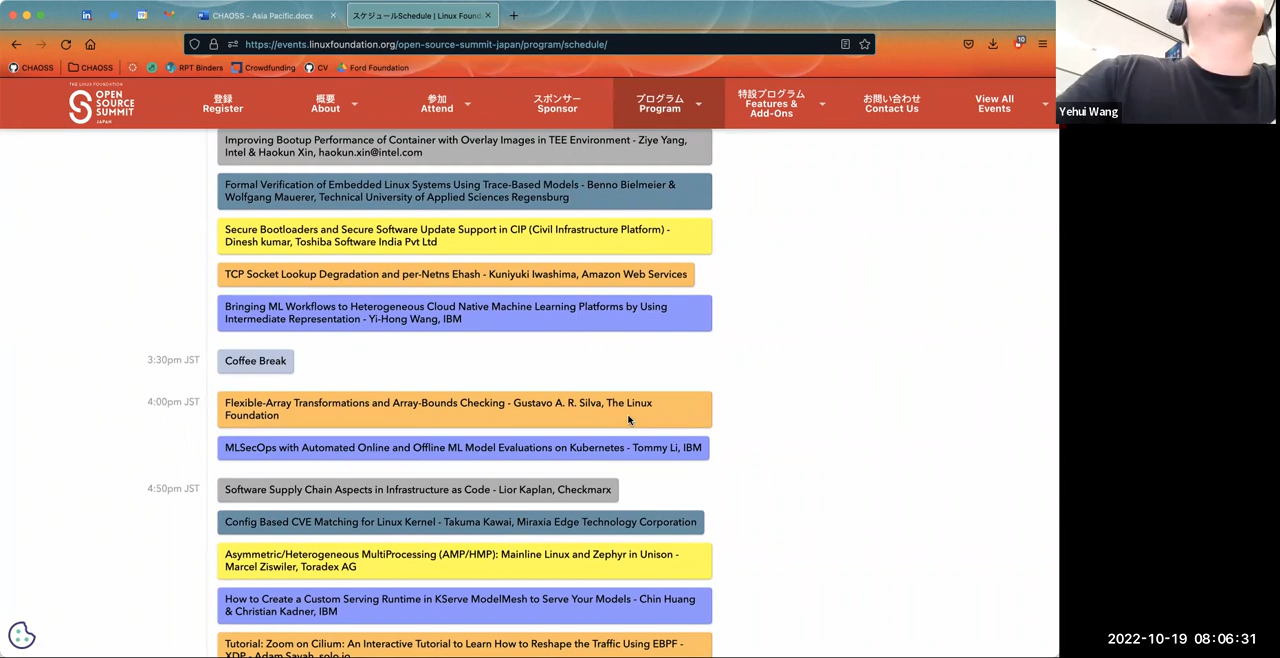 CHAOSS - Asia Pacific.docx
スケジュールSchedule | Linux Foun
https://events.linuxfoundation.org/open-source-summit-japan/program/schedule/
10
CHAOSS
CHAOSS
RPT Binders
Crowdfunding
CV
Ford Foundation
THE LINUX FOUNDATION
OPEN
SOURCE
SUMMIT
JAPAN
登録
Register
概要
About
参加
Attend
スポンサー
Sponsor
プログラム
Program
特設プログラム
Features &
Add-Ons
お問い合わせ
Contact Us
View All
Events
Yehui Wang
Improving Bootup Performance of Container with Overlay Images in TEE Environment - Ziye Yang,
Intel & Haokun Xin, haokun.xin@intel.com
Formal Verification of Embedded Linux Systems Using Trace-Based Models - Benno Bielmeier &
Wolfgang Mauerer, Technical University of Applied Sciences Regensburg
Secure Bootloaders and Secure Software Update Support in CIP (Civil Infrastructure Platform) -
Dinesh kumar, Toshiba Software India Pvt Ltd
TCP Socket Lookup Degradation and per-Netns Ehash - Kuniyuki Iwashima, Amazon Web Services
Bringing ML Workflows to Heterogeneous Cloud Native Machine Learning Platforms by Using
Intermediate Representation - Yi-Hong Wang, IBM
3:30pm JST
Coffee Break
4:00pm JST
Flexible-Array Transformations and Array-Bounds Checking - Gustavo A. R. Silva, The Linux
Foundation
MLSecOps with Automated Online and Offline ML Model Evaluations on Kubernetes - Tommy Li, IBM
4:50pm JST
Software Supply Chain Aspects in Infrastructure as Code - Lior Kaplan, Checkmarx
Config Based CVE Matching for Linux Kernel - Takuma Kawai, Miraxia Edge Technology Corporation
Asymmetric/Heterogeneous MultiProcessing (AMP/HMP): Mainline Linux and Zephyr in Unison -
Marcel Ziswiler, Toradex AG
How to Create a Custom Serving Runtime in KServe ModelMesh to Serve Your Models - Chin Huang
& Christian Kadner, IBM
Tutorial: Zoom on Cilium: An Interactive Tutorial to Learn How to Reshape the Traffic Using EBPF -
XDP - Adam Sayah, solo.io
2022-10-19 08:06:31